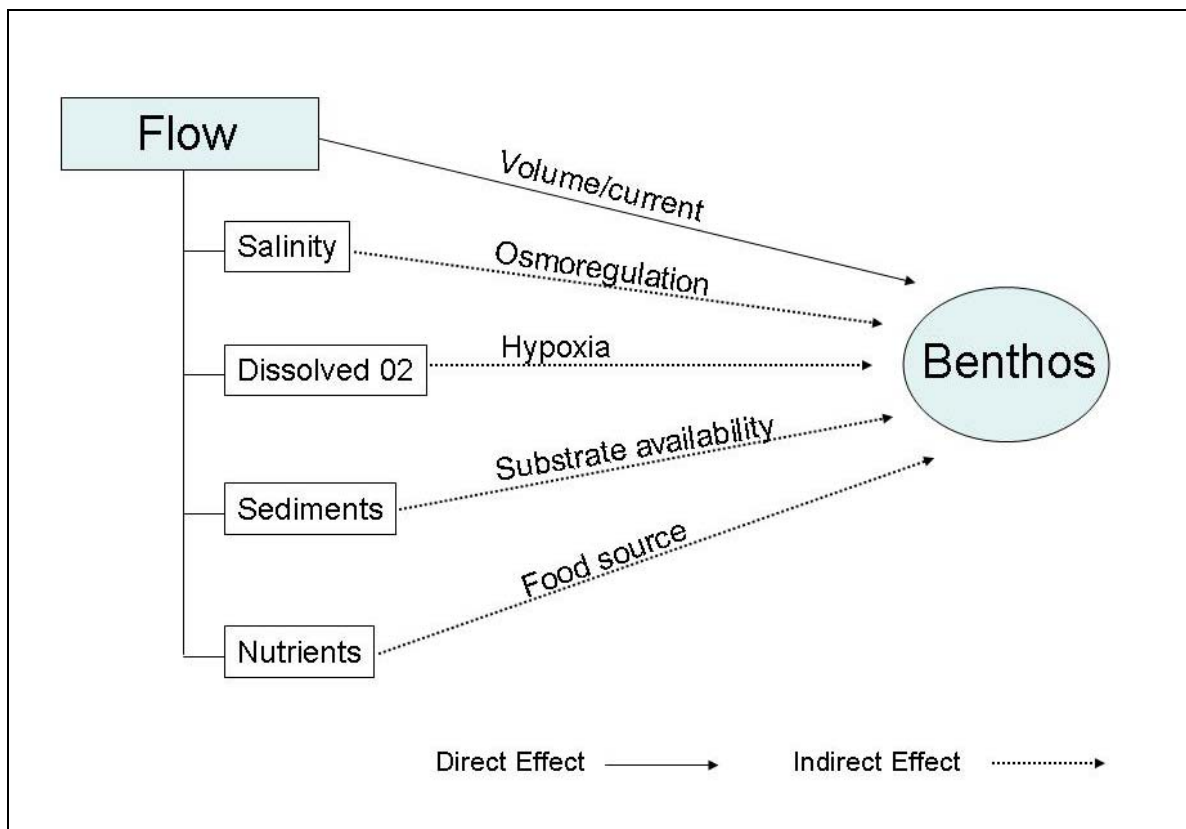 Flow
Volume/current
Salinity
Osmoregulation
Dissolved 02
Hypoxia
Benthos
Substrate availability
Sediments
Food source
Nutrients
Direct Effect
Indirect Effect